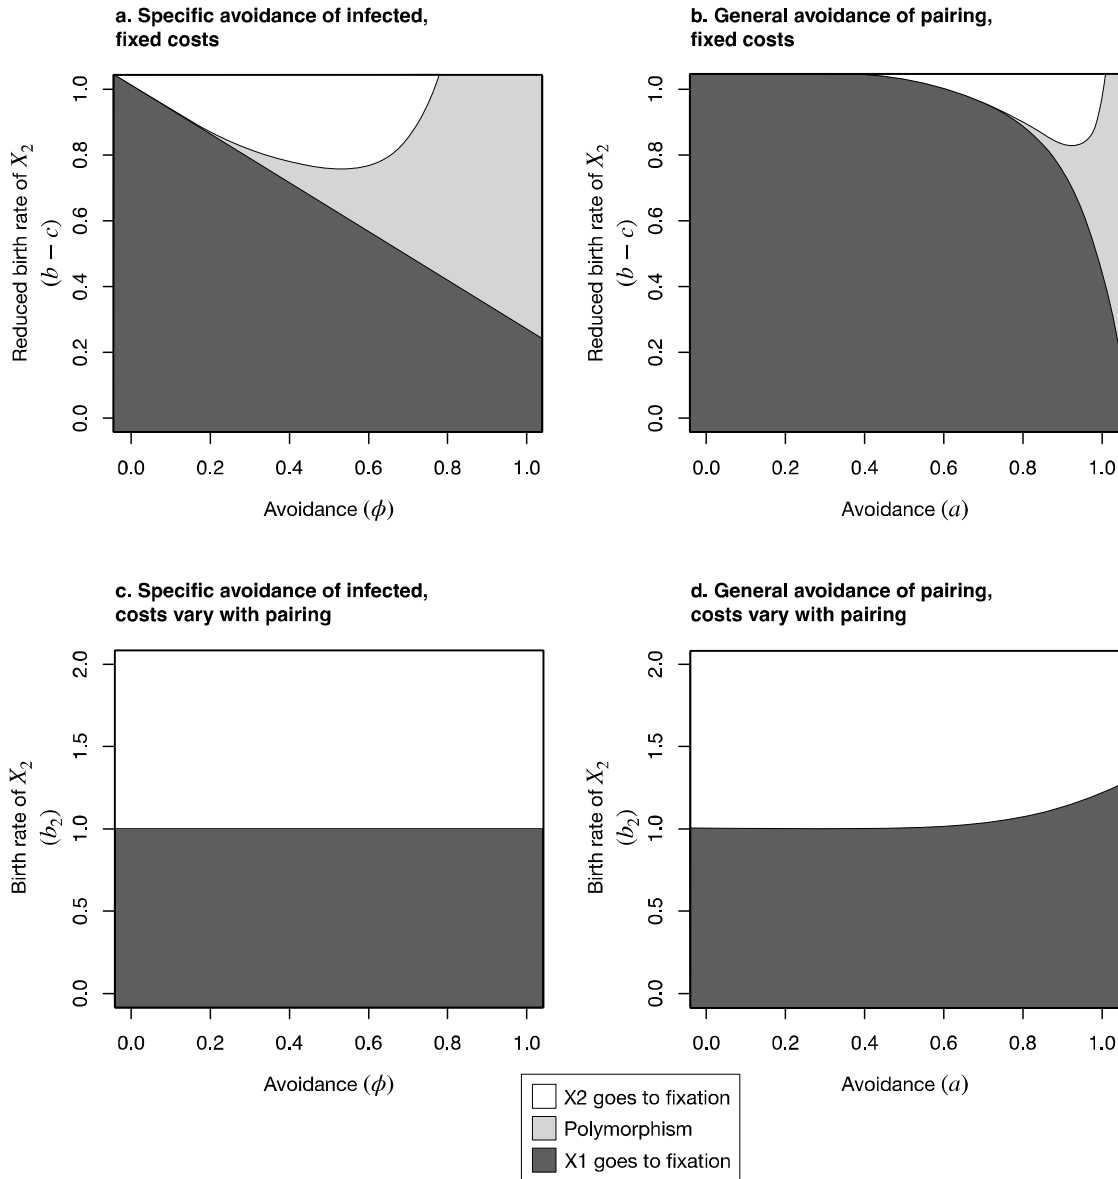 a. Specific avoidance of infected,
fixed costs
Reduced birth rate of X2
(b − c)
0.0 0.2 0.4 0.6 0.8 1.0
0.0 0.2 0.4 0.6 0.8 1.0
Avoidance (ϕ)
b. General avoidance of pairing,
fixed costs
Reduced birth rate of X2
(b − c)
0.0 0.2 0.4 0.6 0.8 1.0
0.0 0.2 0.4 0.6 0.8 1.0
Avoidance (a)
c. Specific avoidance of infected,
costs vary with pairing
Birth rate of X2
(b2)
0.0 0.5 1.0 1.5 2.0
0.0 0.2 0.4 0.6 0.8 1.0
Avoidance (ϕ)
d. General avoidance of pairing,
costs vary with pairing
Birth rate of X2
(b2)
0.0 0.5 1.0 1.5 2.0
0.0 0.2 0.4 0.6 0.8 1.0
Avoidance (a)
X2 goes to fixation
Polymorphism
X1 goes to fixation